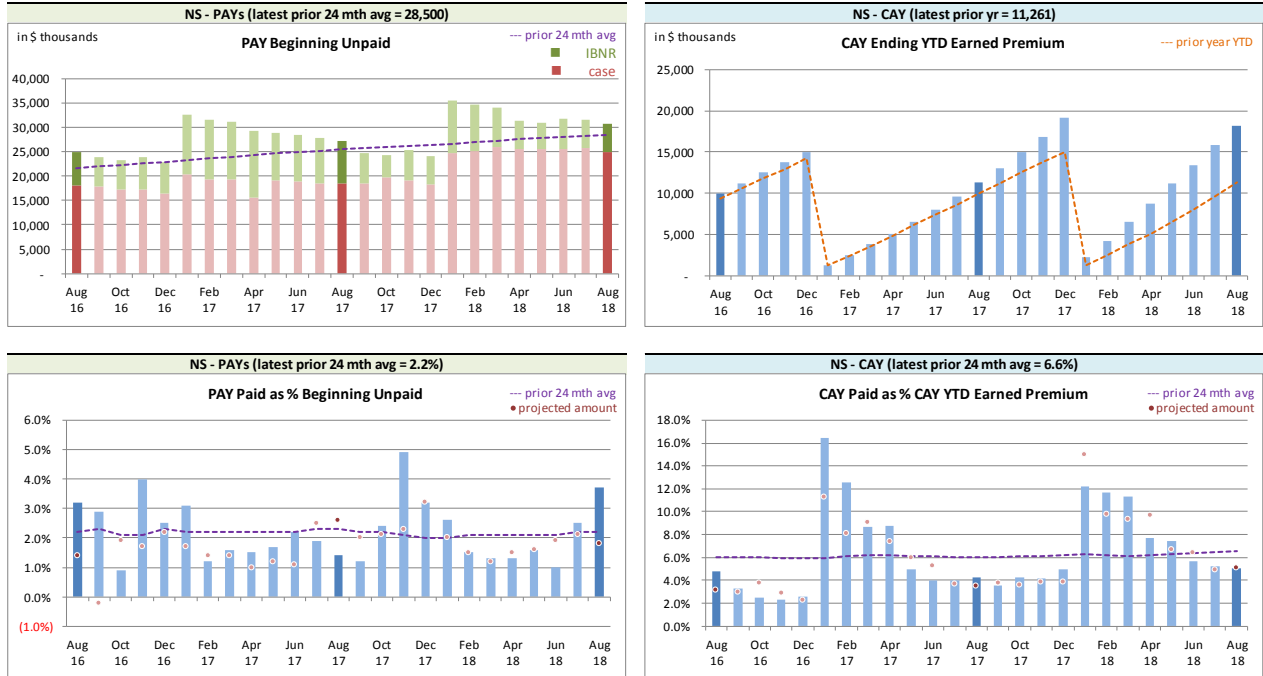 NS - PAYs (latest prior 24 mth avg = 28,500)
in $ thousands
PAY Beginning Unpaid
--- prior 24 mth avg
IBNR
case
40,000
35,000
30,000
25,000
20,000
15,000
10,000
5,000
-
Aug Oct Dec Feb Apr Jun Aug Oct Dec Feb Apr Jun Aug
16 16 16 17 17 17 17 17 17 18 18 18 18
NS - CAY (latest prior yr = 11,261)
in $ thousands
CAY Ending YTD Earned Premium
--- prior year YTD
25,000
20,000
15,000
10,000
5,000
-
Aug Oct Dec Feb Apr Jun Aug Oct Dec Feb Apr Jun Aug
16 16 16 17 17 17 17 17 17 18 18 18 18
NS - PAYs (latest prior 24 mth avg = 2.2%)
PAY Paid as % Beginning Unpaid
--- prior 24 mth avg
● projected amount
6.0%
5.0%
4.0%
3.0%
2.0%
1.0%
0.0%
(1.0%)
Aug Oct Dec Feb Apr Jun Aug Oct Dec Feb Apr Jun Aug
16 16 16 17 17 17 17 17 17 18 18 18 18
NS - CAY (latest prior 24 mth avg = 6.6%)
CAY Paid as % CAY YTD Earned Premium
--- prior 24 mth avg
● projected amount
18.0%
16.0%
14.0%
12.0%
10.0%
8.0%
6.0%
4.0%
2.0%
0.0%
Aug Oct Dec Feb Apr Jun Aug Oct Dec Feb Apr Jun Aug
16 16 16 17 17 17 17 17 17 18 18 18 18